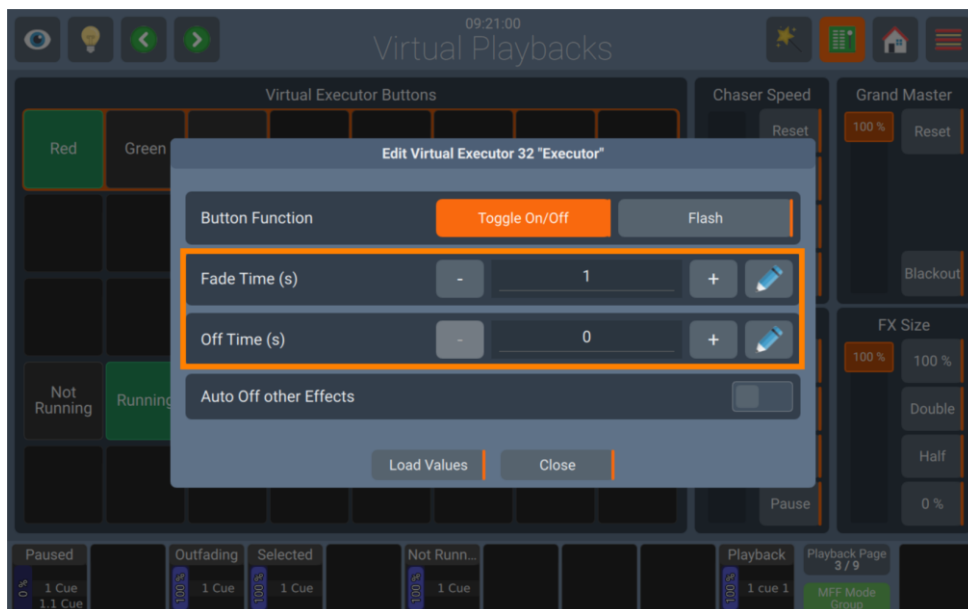 09:21:00
Virtual Playbacks
Virtual Executor Buttons
Chaser Speed
Grand Master
Red
Green
Reset
100 %
Reset
Edit Virtual Executor 32 "Executor"
Button Function
Toggle On/Off
Flash
Fade Time (s)
-
1
+
Blackout
Off Time (s)
-
0
+
FX Size
100 %
100 %
Not
Running
Running
Auto Off other Effects
Double
Load Values
Close
Half
Pause
0 %
Paused
Outfading
Selected
Not Runn...
Playback
Playback Page
3 / 9
0 %
1 Cue
1.1 Cue
100 %
1 Cue
100 %
1 Cue
100 %
1 Cue
100 %
1 cue 1
MFF Mode
Group